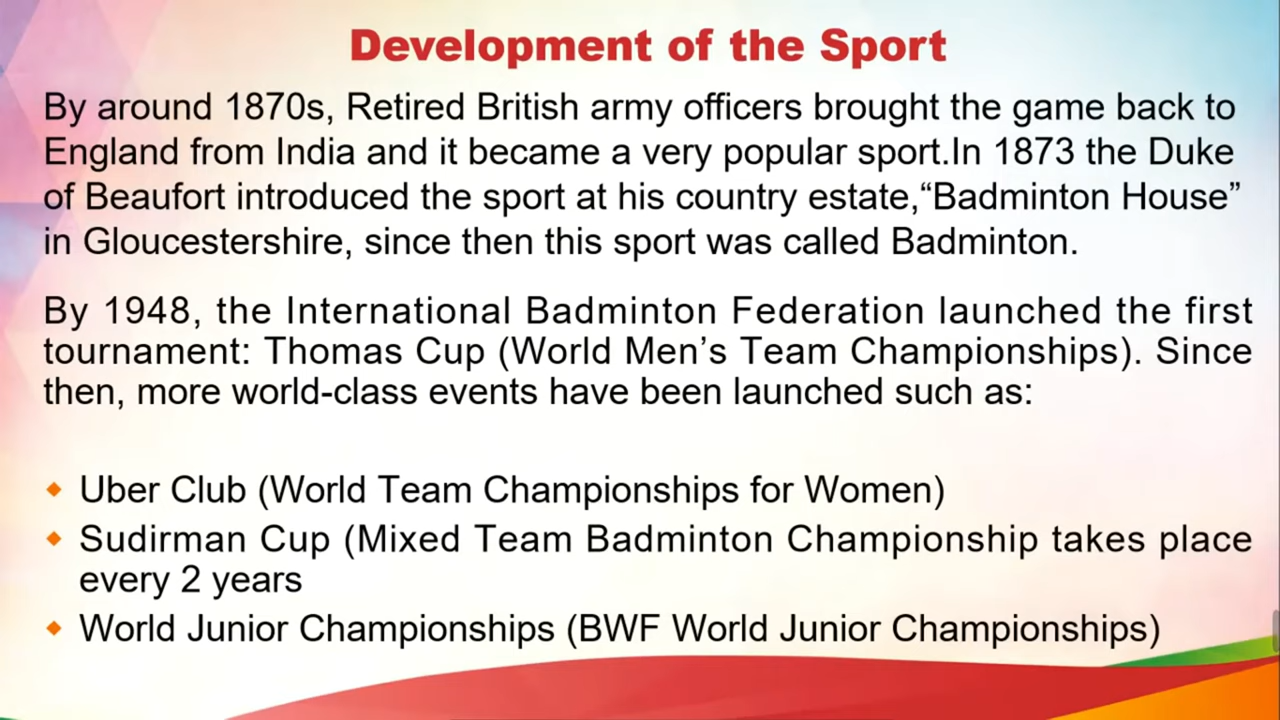 Development of the Sport
By around 1870s, Retired British army officers brought the game back to
England from India and it became a very popular sport.In 1873 the Duke
of Beaufort introduced the sport at his country estate,“Badminton House”
in Gloucestershire, since then this sport was called Badminton.
By 1948, the International Badminton Federation launched the first
tournament: Thomas Cup (World Men’s Team Championships). Since
then, more world-class events have been launched such as:
Uber Club (World Team Championships for Women)
Sudirman Cup (Mixed Team Badminton Championship takes place
every 2 years
World Junior Championships (BWF World Junior Championships)